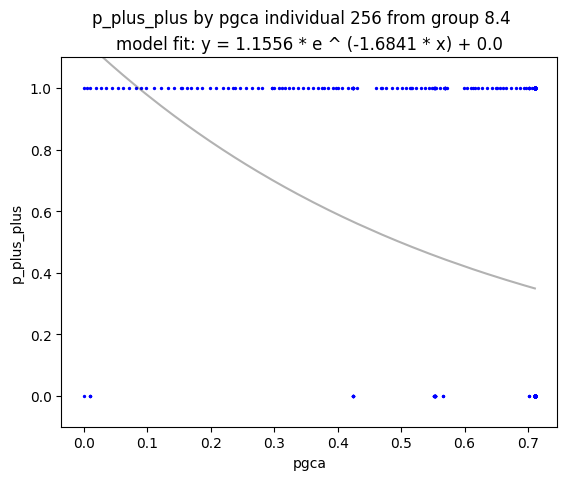 p_plus_plus by pgca individual 256 from group 8.4
model fit: y = 1.1556 * e ^ (-1.6841 * x) + 0.0
1.0
0.8
0.6
0.4
0.2
0.0
p_plus_plus
0.0 0.1 0.2 0.3 0.4 0.5 0.6 0.7
pgca